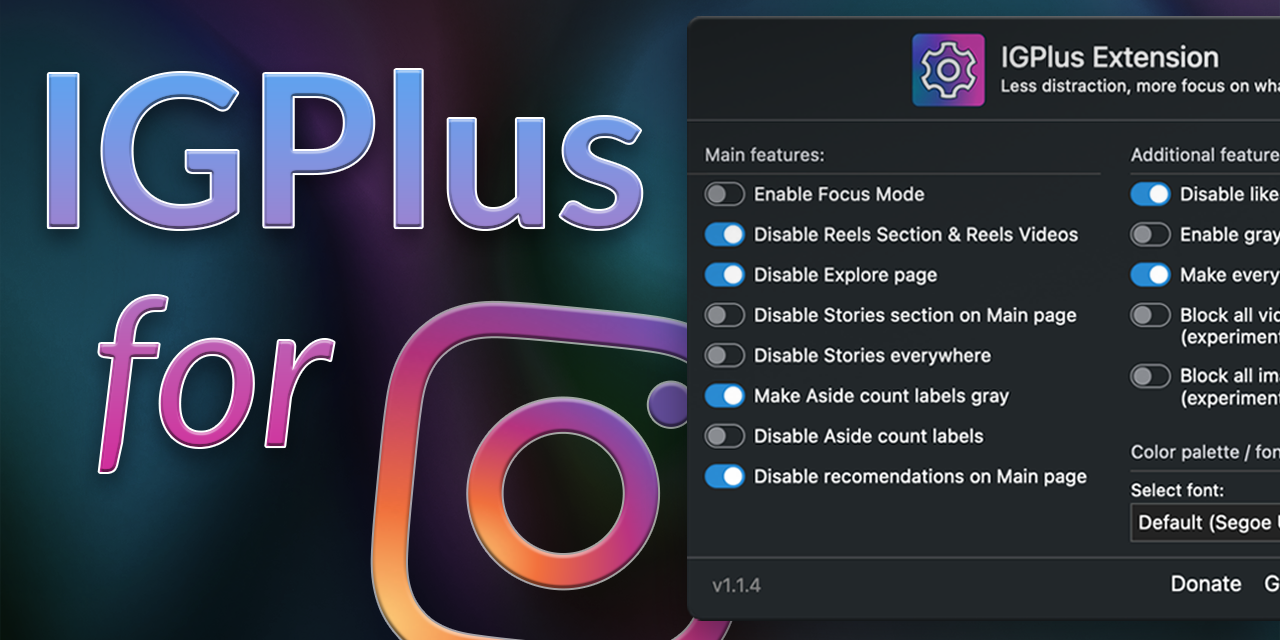 IGPlus
for
IGPlus Extension
Less distraction, more focus on
Main features:
Enable Focus Mode
Disable Reels Section & Reels Videos
Disable Explore page
Disable Stories section on Main page
Disable Stories everywhere
Make Aside count labels gray
Disable Aside count labels
Disable recomendations on Main page
Additional feature
Disable like
Enable gray
Make every
Block all
(experiment
Block all
(experiment
Color palette / fon
Select font:
Default (Segoe
v1.1.4
Donate G